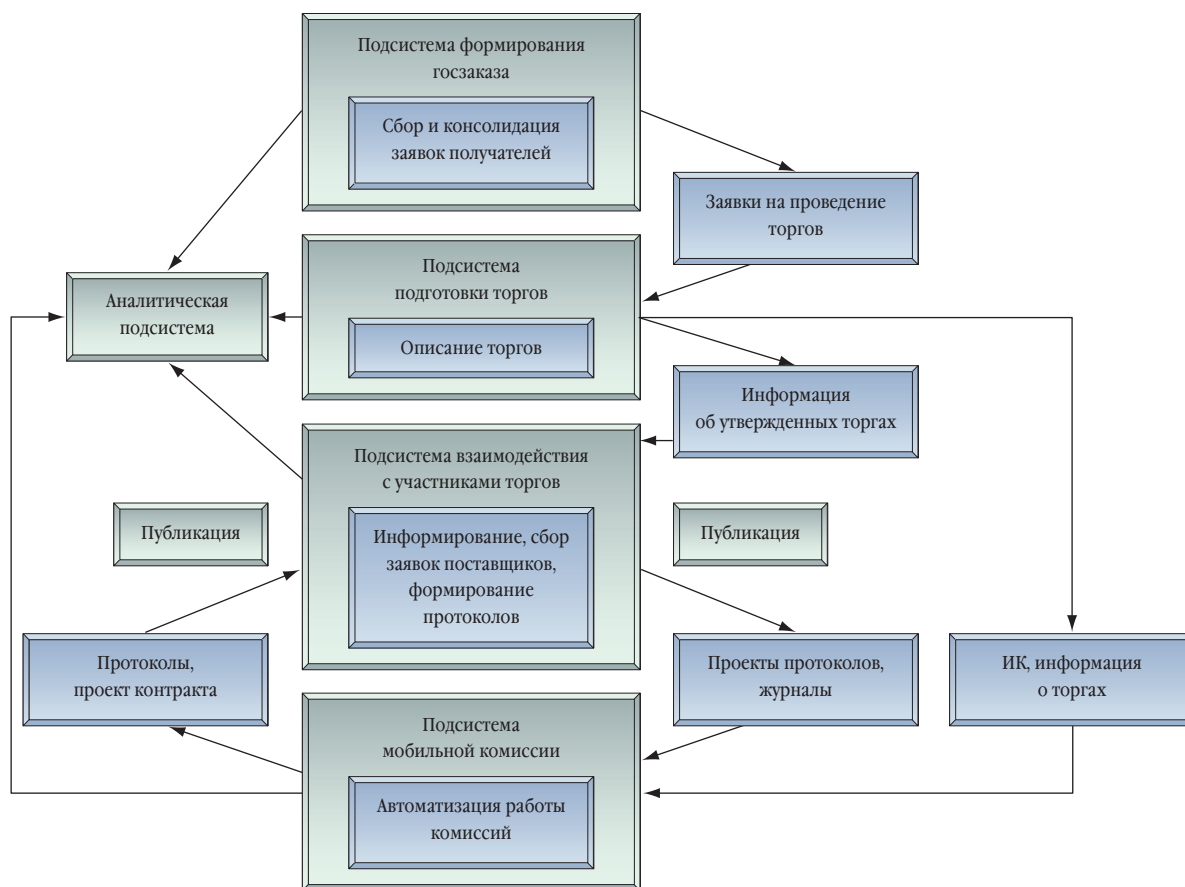 Подсистема формирования
госзаказа
Сбор и консолидация
заявок получателей
Заявки на проведение
торгов
Подсистема
подготовки торгов
Описание торгов
Аналитическая
подсистема
Информация
об утвержденных торгах
Подсистема взаимодействия
с участниками торгов
Информирование, сбор
заявок поставщиков,
формирование
протоколов
Публикация
Публикация
Протоколы,
проект контракта
Проекты протоколов,
журналы
ИК, информация
о торгах
Подсистема
мобильной комиссии
Автоматизация работы
комиссий